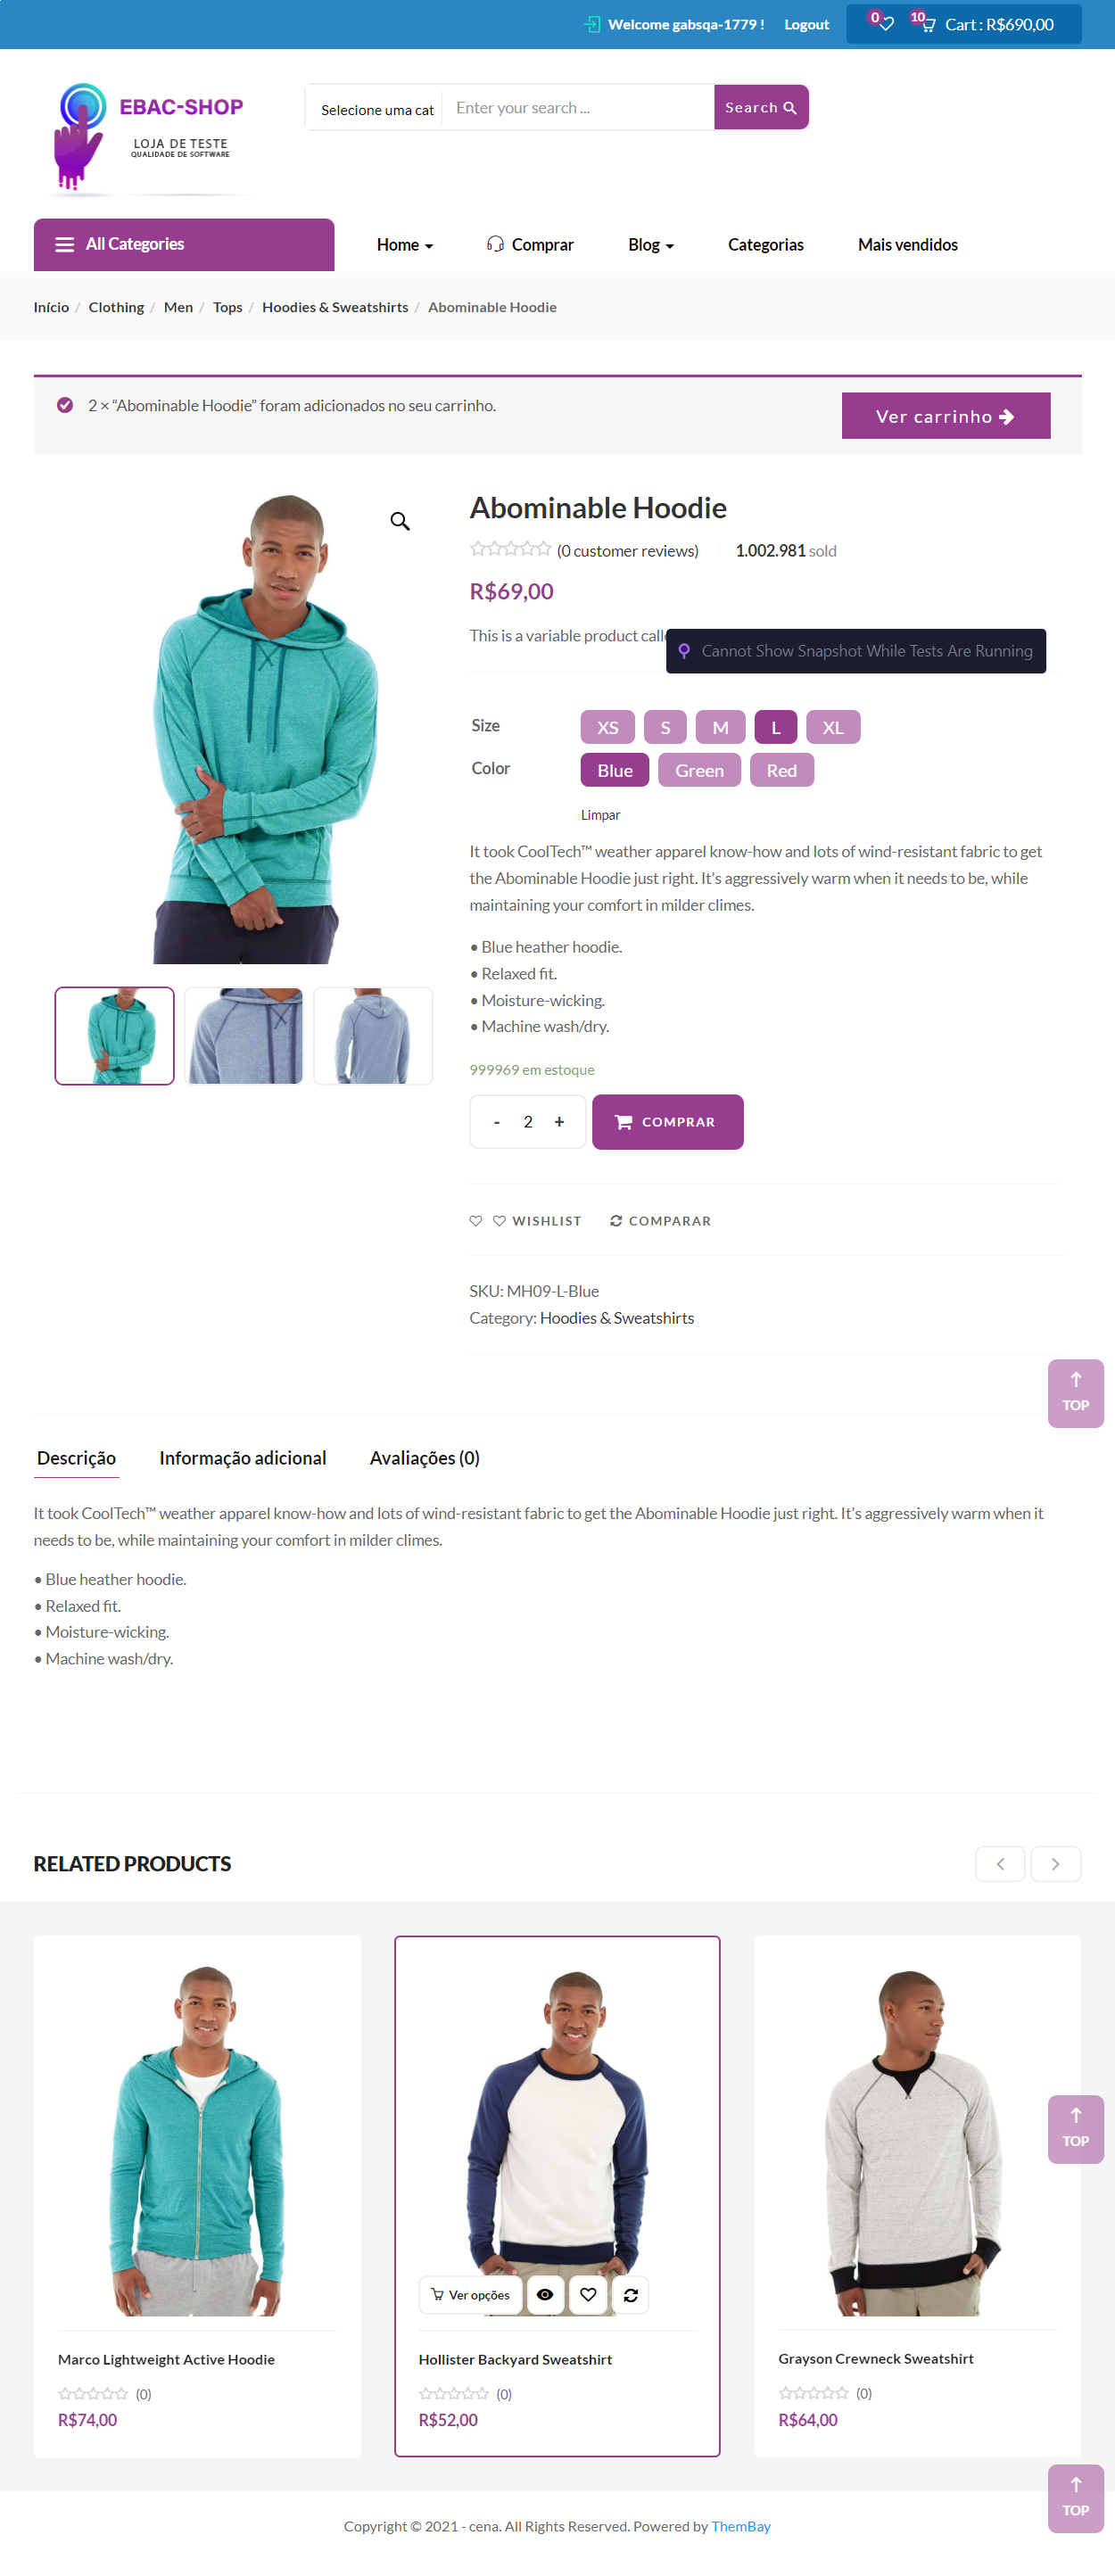 Welcome gabsqa-1779 ! Logout 0 10 Cart : R$690,00
EBAC-SHOP
LOJA DE TESTE
QUALIDADE DE SOFTWARE
Selecione uma cat Enter your search ... Search
All Categories Home Comprar Blog Categorias Mais vendidos
Início / Clothing / Men / Tops / Hoodies & Sweatshirts / Abominable Hoodie
2 × “Abominable Hoodie” foram adicionados no seu carrinho. Ver carrinho
Abominable Hoodie
(0 customer reviews) 1.002.981 sold
R$69,00
This is a variable product call
Cannot Show Snapshot While Tests Are Running
Size XS S M L XL
Color Blue Green Red
Limpar
It took CoolTech™ weather apparel know-how and lots of wind-resistant fabric to get
the Abominable Hoodie just right. It’s aggressively warm when it needs to be, while
maintaining your comfort in milder climes.
• Blue heather hoodie.
• Relaxed fit.
• Moisture-wicking.
• Machine wash/dry.
999969 em estoque
- 2 + COMPRAR
WISHLIST COMPARAR
SKU: MH09-L-Blue
Category: Hoodies & Sweatshirts
TOP
Descrição Informação adicional Avaliações (0)
It took CoolTech™ weather apparel know-how and lots of wind-resistant fabric to get the Abominable Hoodie just right. It’s aggressively warm when it
needs to be, while maintaining your comfort in milder climes.
• Blue heather hoodie.
• Relaxed fit.
• Moisture-wicking.
• Machine wash/dry.
RELATED PRODUCTS
TOP
Ver opções
Marco Lightweight Active Hoodie
(0)
R$74,00
Hollister Backyard Sweatshirt
(0)
R$52,00
Grayson Crewneck Sweatshirt
(0)
R$64,00
TOP
Copyright © 2021 - cena. All Rights Reserved. Powered by ThemBay